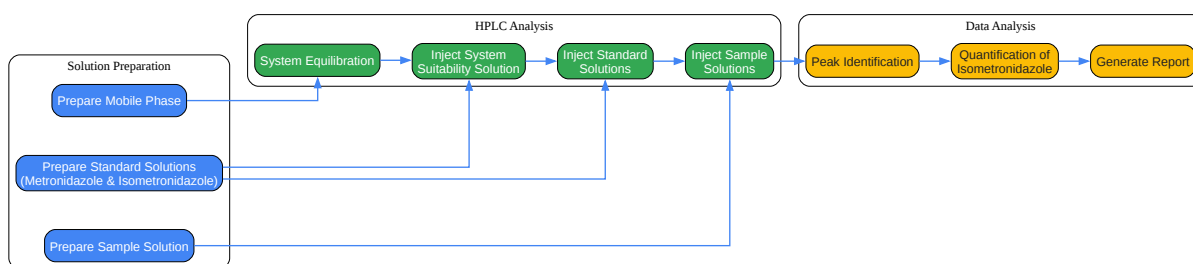 HPLC Analysis
Data Analysis
Solution Preparation
System Equilibration
Inject System
Suitability Solution
Inject Standard
Solutions
Inject Sample
Solutions
Peak Identification
Quantification of
Isometronidazole
Generate Report
Prepare Mobile Phase
Prepare Standard Solutions
(Metronidazole & Isometronidazole)
Prepare Sample Solution